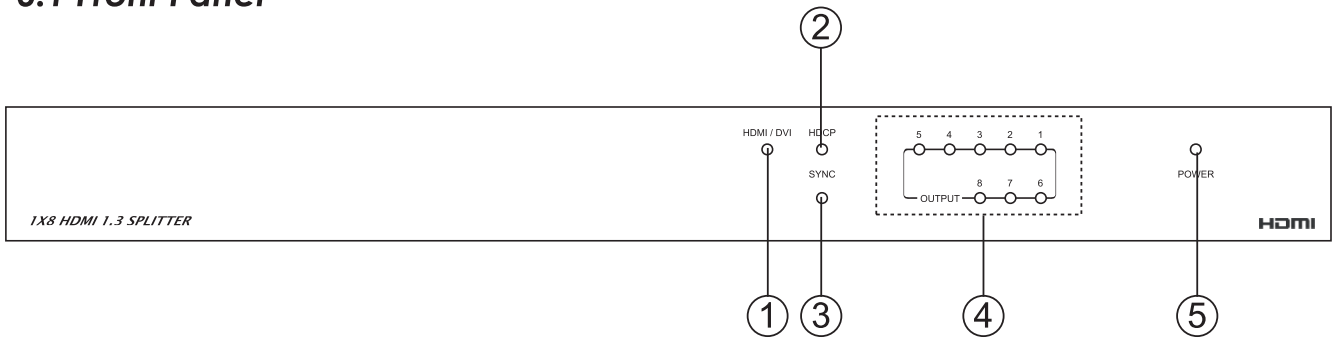 6.1 Front Panel
2
HDMI / DVI HDCP
5 4 3 2 1
SYNC
POWER
8 7 6
OUTPUT
1X8 HDMI 1.3 SPLITTER
HDMI
1 3 4 5